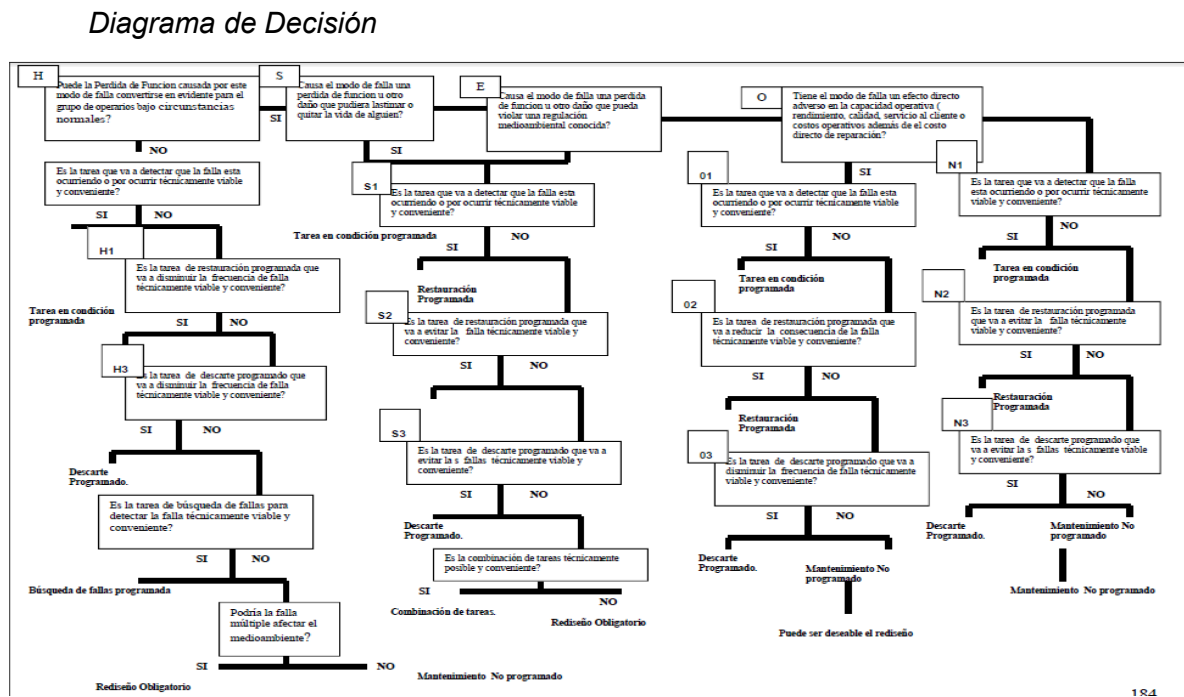 Diagrama de Decisión
H
Puede la Perdida de Funcion causada por este
modo de falla convertirse en evidente para el
grupo de operarios bajo circunstancias
normales?
SI
NO
S
Causa el modo de falla una
perdida de funcion u otro
daño que pudiera lastimar o
quitar la vida de alguien?
SI
E
Causa el modo de falla una perdida
de funcion u otro daño que pueda
violar una regulación
medioambiental conocida?
O
Tiene el modo de falla un efecto directo
adverso en la capacidad operativa (
rendimiento, calidad, servicio al cliente o
costos operativos además de el costo
directo de reparación?
SI
Es la tarea que va a detectar que la falla esta
ocurriendo o por ocurrir técnicamente viable
y conveniente?
SI NO
H1
Tarea en condición
programada
Es la tarea de restauración programada que
va a disminuir la frecuencia de falla
técnicamente viable y conveniente?
SI NO
H3
Es la tarea de descarte programado que
va a disminuir la frecuencia de falla
técnicamente viable y conveniente?
SI NO
Descarte
Programado.
Es la tarea de búsqueda de fallas para
detectar la falla técnicamente viable y
conveniente?
SI NO
Búsqueda de fallas programada
Podría la falla
múltiple afectar el
medioambiente?
SI NO
Rediseño Obligatorio
Mantenimiento No programado
S1
Es la tarea que va a detectar que la falla esta
ocurriendo o por ocurrir técnicamente viable
y conveniente?
Tarea en condición programada
SI NO
Restauración
Programada
S2
Es la tarea de restauración programada que
va a evitar la falla técnicamente viable y
conveniente?
SI NO
S3
Es la tarea de descarte programado que va a
evitar la s fallas técnicamente viable y
conveniente?
SI NO
Descarte
Programado.
Es la combinación de tareas técnicamente
posible y conveniente?
SI NO
Combinación de tareas.
Rediseño Obligatorio
01
Es la tarea que va a detectar que la falla esta
ocurriendo o por ocurrir técnicamente viable
y conveniente?
SI NO
Tarea en condición
programada
02
Es la tarea de restauración programada que
va a reducir la consecuencia de la falla
técnicamente viable y conveniente?
SI NO
Restauración
Programada
03
Es la tarea de descarte programado que va a
disminuir la frecuencia de falla técnicamente
viable y conveniente?
SI NO
Descarte
Programado.
Mantenimiento No
programado
Puede ser deseable el rediseño
N1
Es la tarea que va a detectar que la falla
esta ocurriendo o por ocurrir técnicamente
viable y conveniente?
SI NO
Tarea en condición
programada
N2
Es la tarea de restauración programada
que va a evitar la falla técnicamente
viable y conveniente?
SI NO
Restauración
Programada
N3
Es la tarea de descarte programado que
va a evitar la s fallas técnicamente viable
y conveniente?
SI NO
Descarte
Programado.
Mantenimiento No
programado
Mantenimiento No programado
184